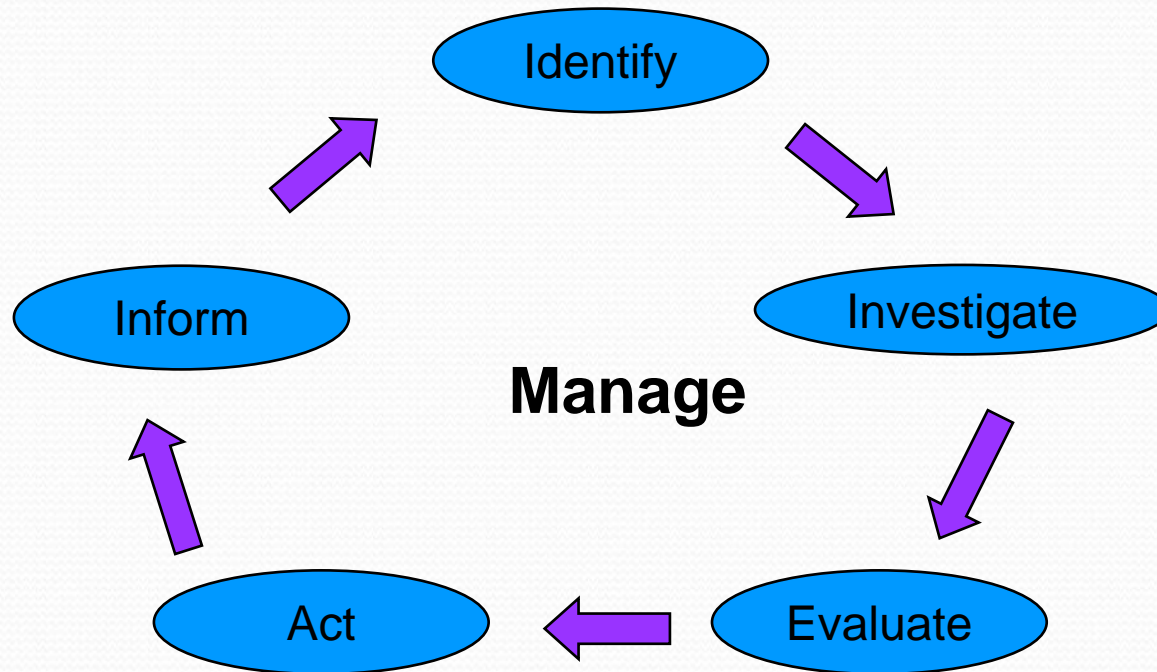 Identify
Investigate
Inform
Manage
Evaluate
Act